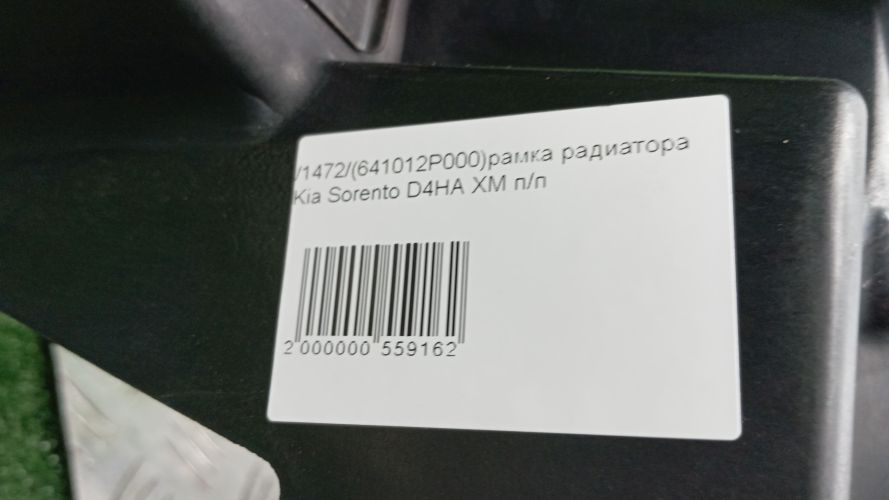 /1472/(641012P000)рамка радиатора
Kia Sorento D4HA XM п/п
2 000000 559162